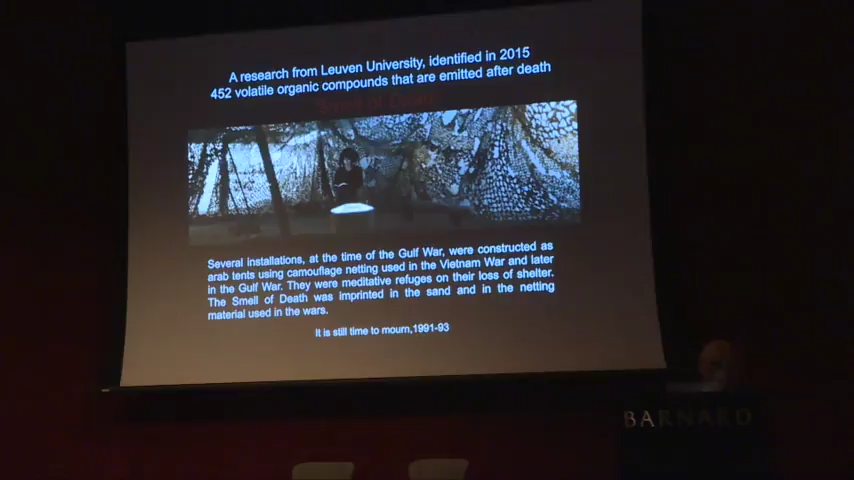 A research from Leuven University, identified in 2015
452 volatile organic compounds that are emitted after death
Smell of Death
Several installations, at the time of the Gulf War, were constructed as
arab tents using camouflage netting used in the Vietnam War and later
in the Gulf War. They were meditative refuges on their loss of shelter.
The Smell of Death was imprinted in the sand and in the netting
material used in the wars.
It is still time to mourn,1991-93
BARNARD